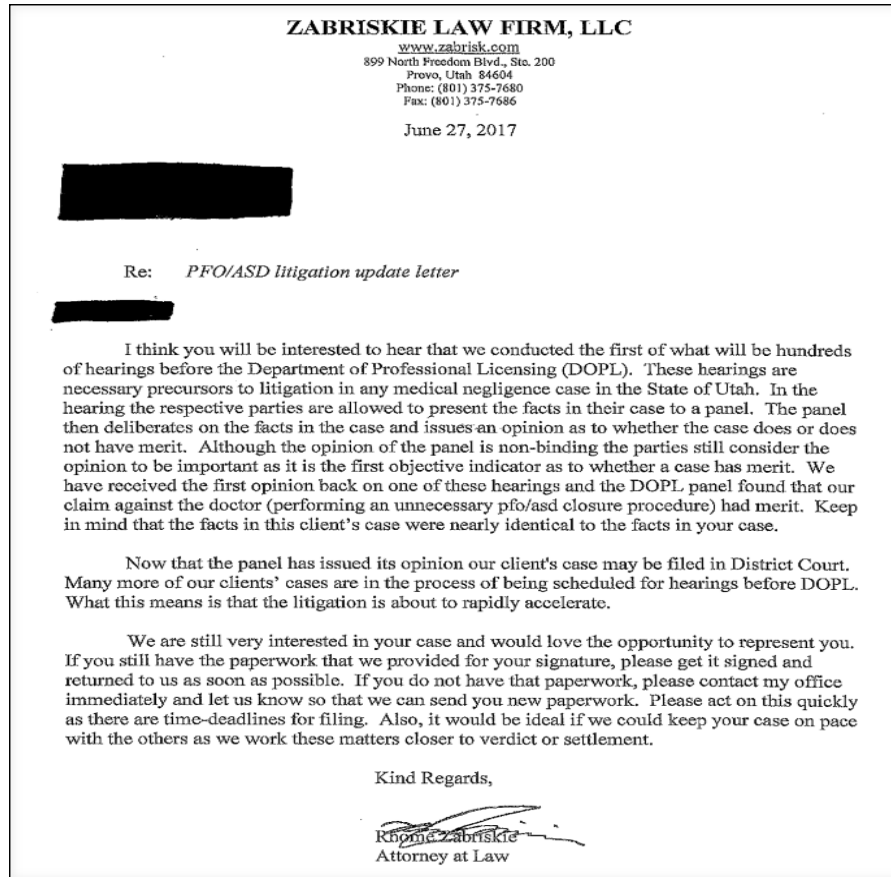 ZABRISKIE LAW FIRM, LLC
www.zabrisk.com
899 North Freedom Blvd., Ste. 200
Provo, Utah 84604
Phone: (801) 375-7680
Fax: (801) 375-7686
June 27, 2017
Re: PFO/ASD litigation update letter
I think you will be interested to hear that we conducted the first of what will be hundreds
of hearings before the Department of Professional Licensing (DOPL). These hearings are
necessary precursors to litigation in any medical negligence case in the State of Utah. In the
hearing the respective parties are allowed to present the facts in their case to a panel. The panel
then deliberates on the facts in the case and issues an opinion as to whether the case does or does
not have merit. Although the opinion of the panel is non-binding the parties still consider the
opinion to be important as it is the first objective indicator as to whether a case has merit. We
have received the first opinion back on one of these hearings and the DOPL panel found that our
claim against the doctor (performing an unnecessary pfo/asd closure procedure) had merit. Keep
in mind that the facts in this client's case were nearly identical to the facts in your case.
Now that the panel has issued its opinion our client's case may be filed in District Court.
Many more of our clients' cases are in the process of being scheduled for hearings before DOPL.
What this means is that the litigation is about to rapidly accelerate.
We are still very interested in your case and would love the opportunity to represent you.
If you still have the paperwork that we provided for your signature, please get it signed and
returned to us as soon as possible. If you do not have that paperwork, please contact my office
immediately and let us know so that we can send you new paperwork. Please act on this quickly
as there are time-deadlines for filing. Also, it would be ideal if we could keep your case on pace
with the others as we work these matters closer to verdict or settlement.
Kind Regards,
Rhome Zabriskie
Attorney at Law